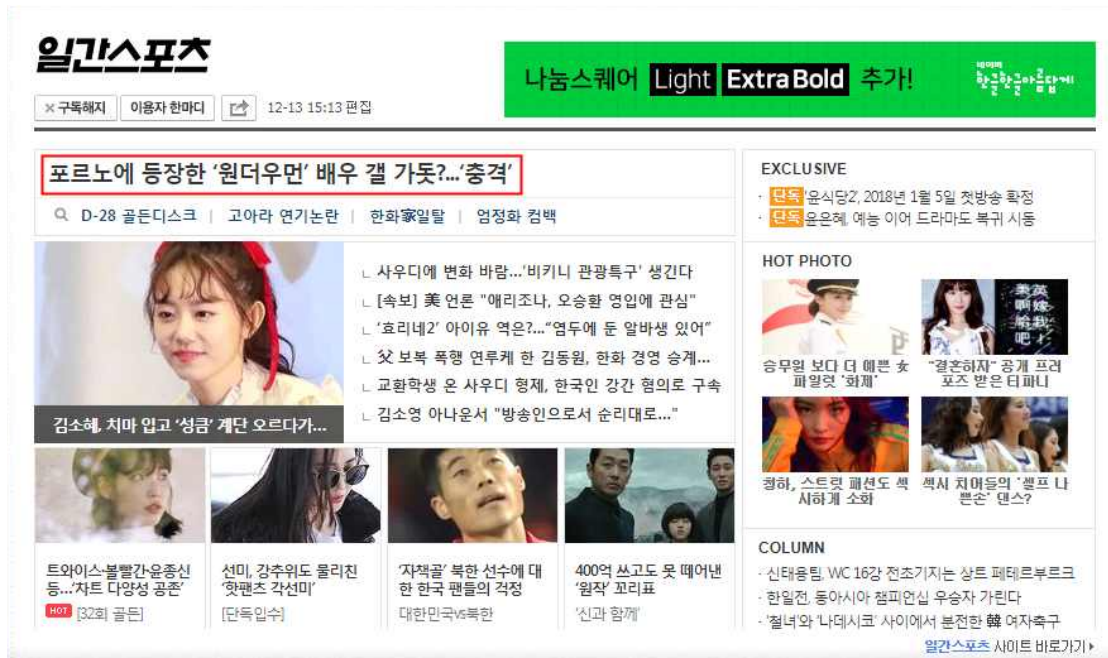 일간스포츠
나눔스퀘어 Light ExtraBold 추가!
네이버
한글한글아름답게
× 구독해지 이용자 한마디 12-13 15:13 편집
포르노에 등장한 ‘원더우먼’ 배우 갤 가돗?...‘충격’
D-28 골든디스크 | 고아라 연기논란 | 한화家일탈 | 엄정화 컴백
김소혜, 치마 입고 ‘성큼’ 계단 오르다가...
ㄴ 사우디에 변화 바람...‘비키니 관광특구’ 생긴다
ㄴ [속보] 美 언론 "애리조나, 오승환 영입에 관심"
ㄴ ‘효리네2’ 아이유 역은?...“염두에 둔 알바생 있어”
ㄴ 父 보복 폭행 연루케 한 김동원, 한화 경영 승계...
ㄴ 교환학생 온 사우디 형제, 한국인 강간 혐의로 구속
ㄴ 김소영 아나운서 "방송인으로서 순리대로..."
트와이스·볼빨간·윤종신
등...‘차트 다양성 공존’
HOT [32회 골든]
선미, 강추위도 물리친
‘핫팬츠 각선미’
[단독입수]
‘자책골’ 북한 선수에 대
한 한국 팬들의 걱정
대한민국vs북한
400억 쓰고도 못 떼어낸
‘원작’ 꼬리표
‘신과 함께’
EXCLUSIVE
· 단독 '윤식당2', 2018년 1월 5일 첫방송 확정
· 단독 윤은혜, 예능 이어 드라마도 복귀 시동
HOT PHOTO
승무원 보다 더 예쁜 女
파일럿 '화제'
"결혼하자" 공개 프러
포즈 받은 티파니
청하, 스트릿 패션도 섹
시하게 소화
섹시 치어들의 '셀프 나
쁜손' 댄스?
COLUMN
· 신태용팀, WC 16강 전초기지는 상트 페테르부르크
· 한일전, 동아시아 챔피언십 우승자 가린다
· '철녀'와 '나데시코' 사이에서 분전한 韓 여자축구
일간스포츠 사이트 바로가기